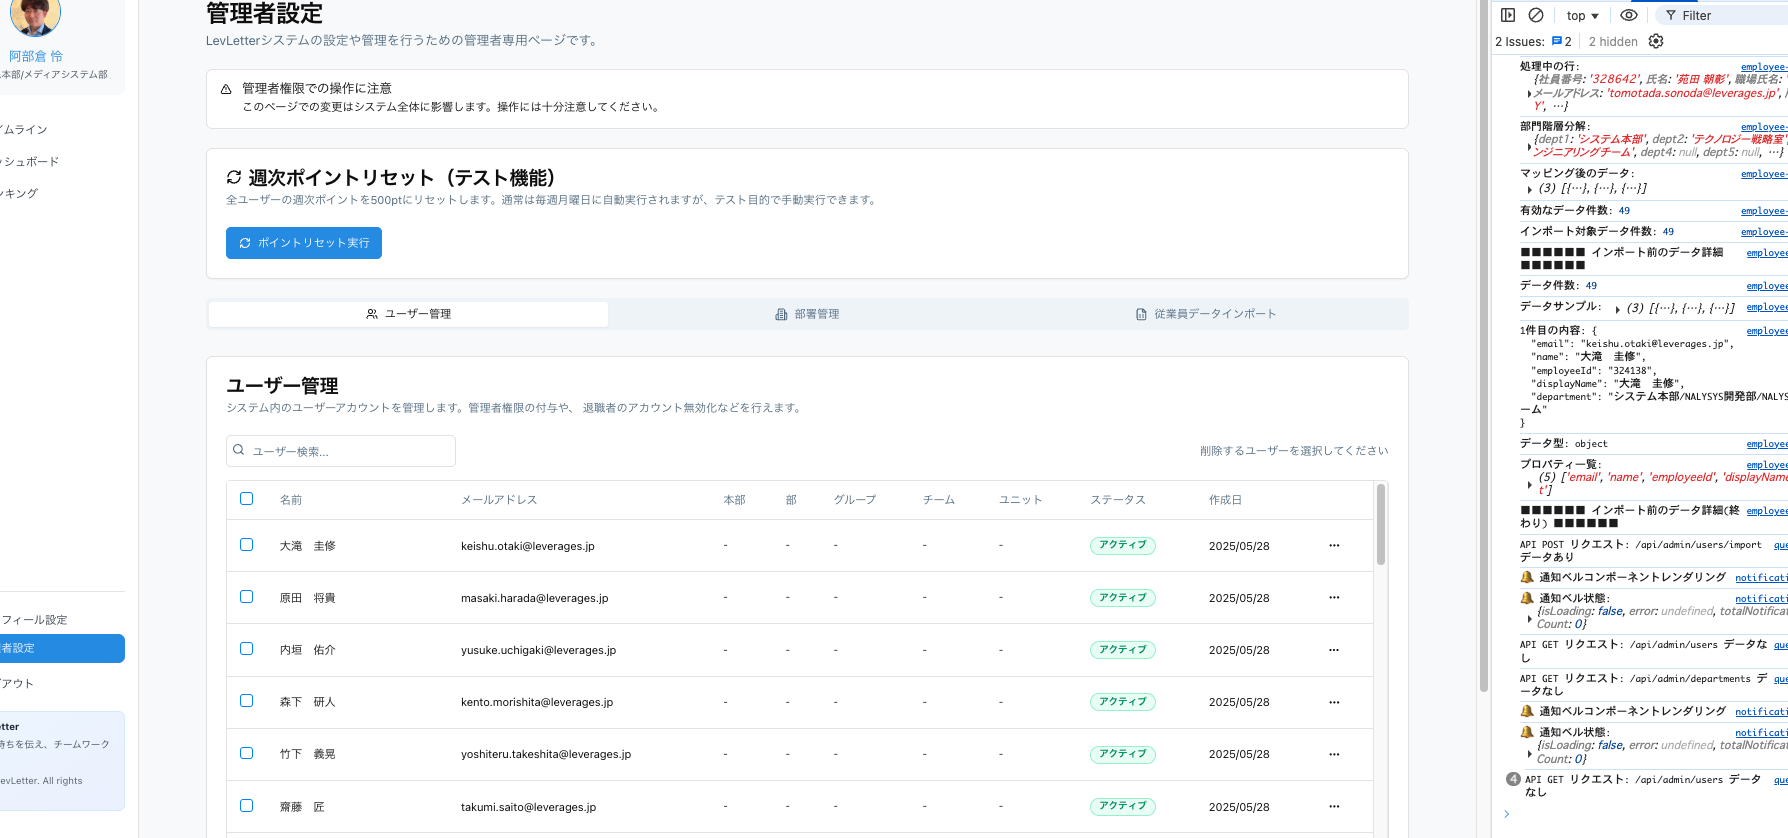 阿部倉 怜
ス本部/メディアシステム部
イムライン
ッシュボード
ンキング
フィール設定
者設定
アウト
etter
持ちを伝え、チームワーク
evLetter. All rights
管理者設定
LevLetterシステムの設定や管理を行うための管理者専用ページです。
管理者権限での操作に注意
このページでの変更はシステム全体に影響します。操作には十分注意してください。
週次ポイントリセット（テスト機能）
全ユーザーの週次ポイントを500ptにリセットします。通常は毎週月曜日に自動実行されますが、テスト目的で手動実行できます。
ポイントリセット実行
ユーザー管理 部署管理 従業員データインポート
ユーザー管理
システム内のユーザーアカウントを管理します。管理者権限の付与や、 退職者のアカウント無効化などを行えます。
ユーザー検索... 削除するユーザーを選択してください
名前 メールアドレス 本部 部 グループ チーム ユニット ステータス 作成日
大滝　圭修 keishu.otaki@leverages.jp - - - - - アクティブ 2025/05/28 ···
原田　将貴 masaki.harada@leverages.jp - - - - - アクティブ 2025/05/28 ···
内垣　佑介 yusuke.uchigaki@leverages.jp - - - - - アクティブ 2025/05/28 ···
森下　研人 kento.morishita@leverages.jp - - - - - アクティブ 2025/05/28 ···
竹下　義晃 yoshiteru.takeshita@leverages.jp - - - - - アクティブ 2025/05/28 ···
齋藤　匠 takumi.saito@leverages.jp - - - - - アクティブ 2025/05/28 ···
top ▼ Filter
2 Issues: 2 2 hidden
処理中の行: employee-
{社員番号: '328642', 氏名: '苑田 朝彰', 職場氏名: '
メールアドレス: 'tomotada.sonoda@leverages.jp',
Y', …}
部門階層分解: employee-
{dept1: 'システム本部', dept2: 'テクノロジー戦略室'
ンジニアリングチーム', dept4: null, dept5: null, …}
マッピング後のデータ: employee-
(3) [{…}, {…}, {…}]
有効なデータ件数: 49 employee-
インポート対象データ件数: 49 employee-
■■■■■■ インポート前のデータ詳細 employee
■■■■■■
データ件数: 49 employee
データサンプル: (3) [{…}, {…}, {…}] employee
1件目の内容: { employee
"email": "keishu.otaki@leverages.jp",
"name": "大滝　圭修",
"employeeId": "324138",
"displayName": "大滝　圭修",
"department": "システム本部/NALYSYS開発部/NALYS
ーム"
}
データ型: object employee
プロパティ一覧: employee
(5) ['email', 'name', 'employeeId', 'displayName
t']
■■■■■■ インポート前のデータ詳細(終 employee
わり) ■■■■■■
API POST リクエスト: /api/admin/users/import que
データあり
🔔 通知ベルコンポーネントレンダリング notificati
🔔 通知ベル状態: notificati
{isLoading: false, error: undefined, totalNotifica
Count: 0}
API GET リクエスト: /api/admin/users データな que
し
API GET リクエスト: /api/admin/departments デ que
ータなし
🔔 通知ベルコンポーネントレンダリング notificati
🔔 通知ベル状態: notificati
{isLoading: false, error: undefined, totalNotifica
Count: 0}
4 API GET リクエスト: /api/admin/users データ que
なし